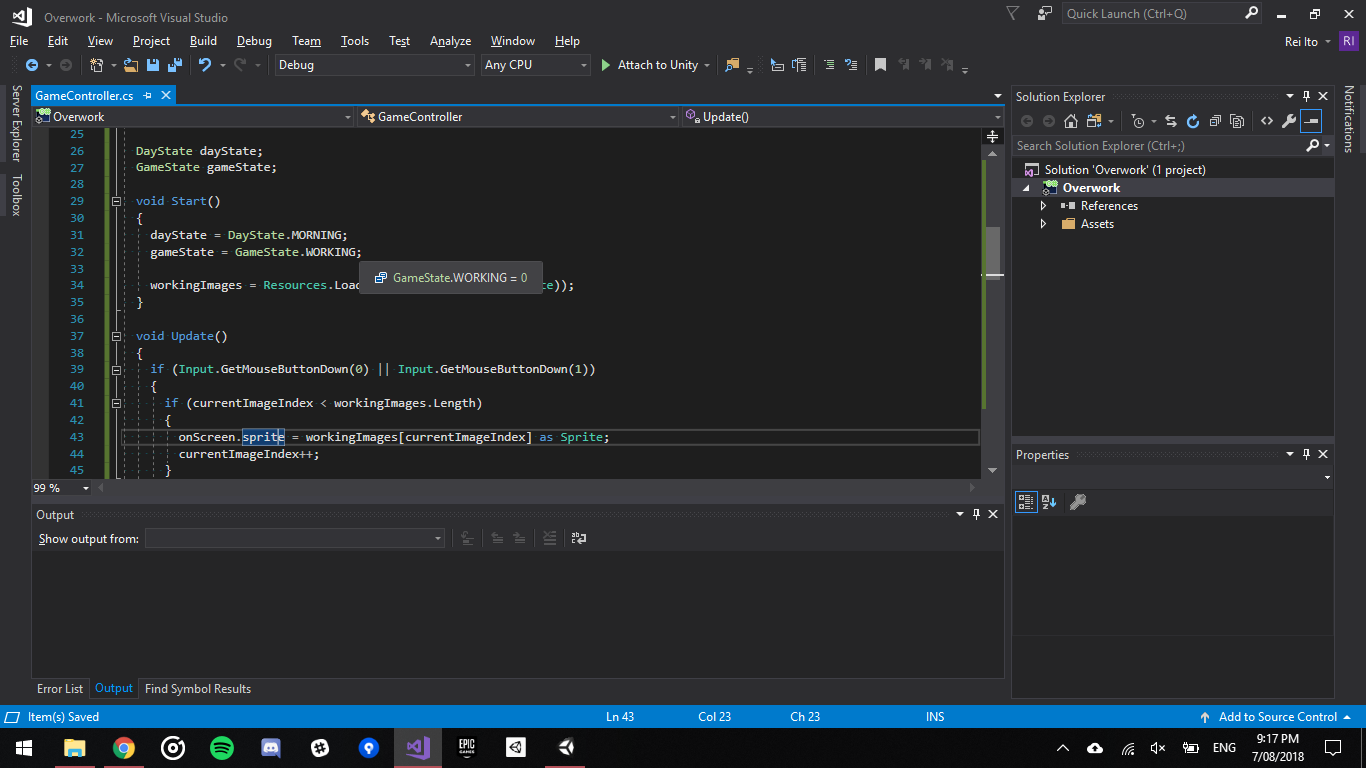 Overwork - Microsoft Visual Studio
Quick Launch (Ctrl+Q)
File Edit View Project Build Debug Team Tools Test Analyze Window Help
Rei Ito RI
Debug Any CPU Attach to Unity
Server Explorer
Toolbox
GameController.cs
Overwork GameController Update()
25
26 DayState dayState;
27 GameState gameState;
28
29 void Start()
30 {
31 dayState = DayState.MORNING;
32 gameState = GameState.WORKING;
33
GameState.WORKING = 0
34 workingImages = Resources.Load te));
35 }
36
37 void Update()
38 {
39 if (Input.GetMouseButtonDown(0) || Input.GetMouseButtonDown(1))
40 {
41 if (currentImageIndex < workingImages.Length)
42 {
43 onScreen.sprite = workingImages[currentImageIndex] as Sprite;
44 currentImageIndex++;
45 }
99 %
Output
Show output from:
Error List Output Find Symbol Results
Solution Explorer
Search Solution Explorer (Ctrl+;)
Solution 'Overwork' (1 project)
Overwork
References
Assets
Properties
Notifications
Item(s) Saved Ln 43 Col 23 Ch 23 INS Add to Source Control
EPIC GAMES
ENG
9:17 PM
7/08/2018